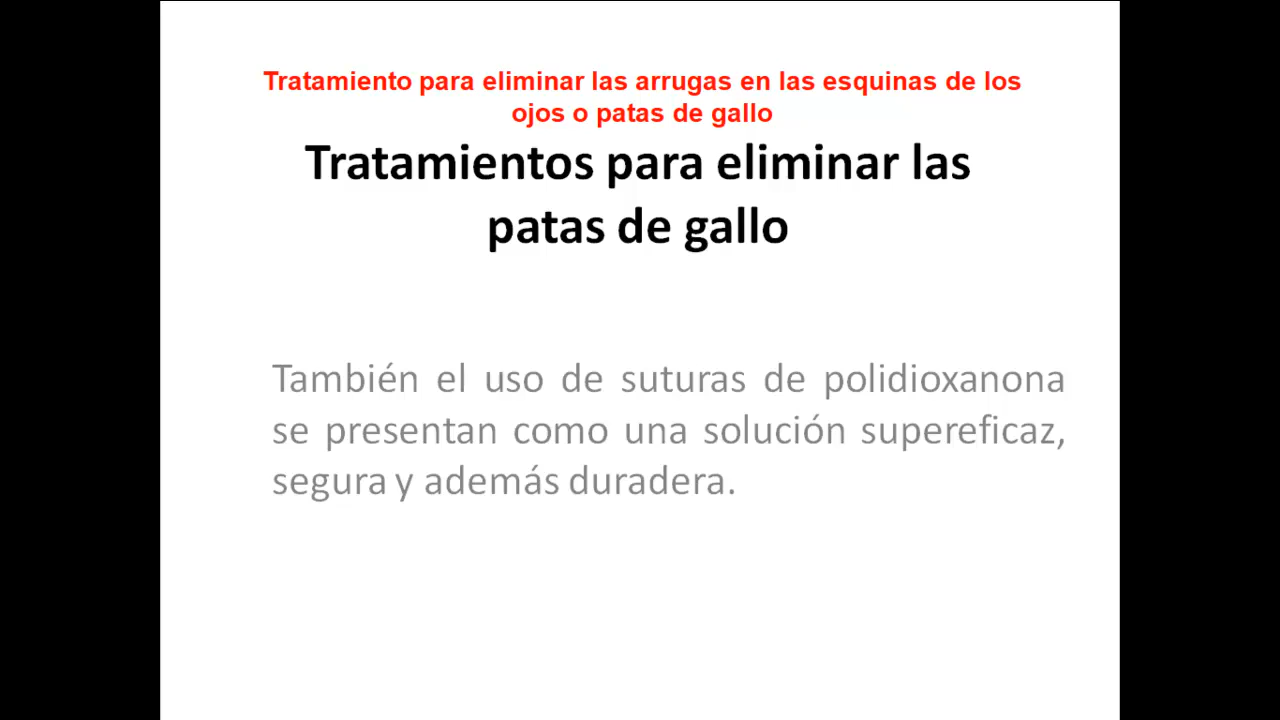 Tratamiento para eliminar las arrugas en las esquinas de los
ojos o patas de gallo
Tratamientos para eliminar las
patas de gallo
También el uso de suturas de polidioxanona
se presentan como una solución supereficaz,
segura y además duradera.